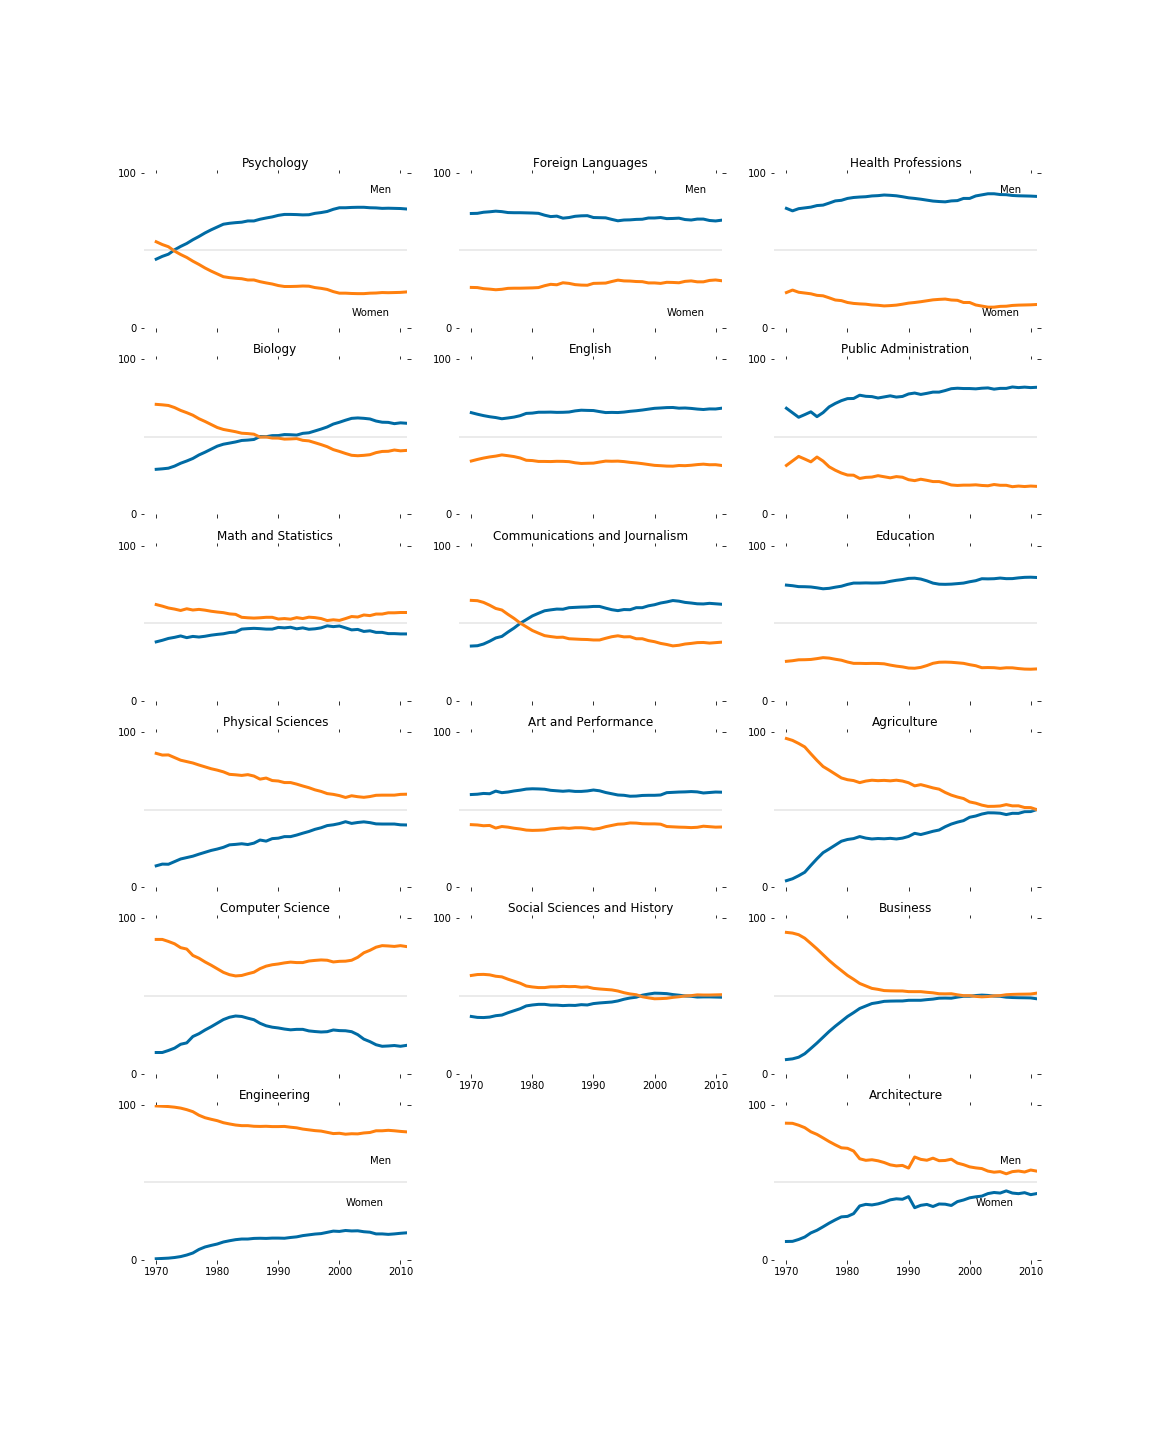 Psychology Foreign Languages Health Professions
100 100 100
Men Men Men
Women Women Women
0 0 0
Biology English Public Administration
100 100 100
0 0 0
Math and Statistics Communications and Journalism Education
100 100 100
0 0 0
Physical Sciences Art and Performance Agriculture
100 100 100
0 0 0
Computer Science Social Sciences and History Business
100 100 100
0 0 0
1970 1980 1990 2000 2010
Engineering Architecture
100 100
Men Men
Women Women
0 0
1970 1980 1990 2000 2010 1970 1980 1990 2000 2010